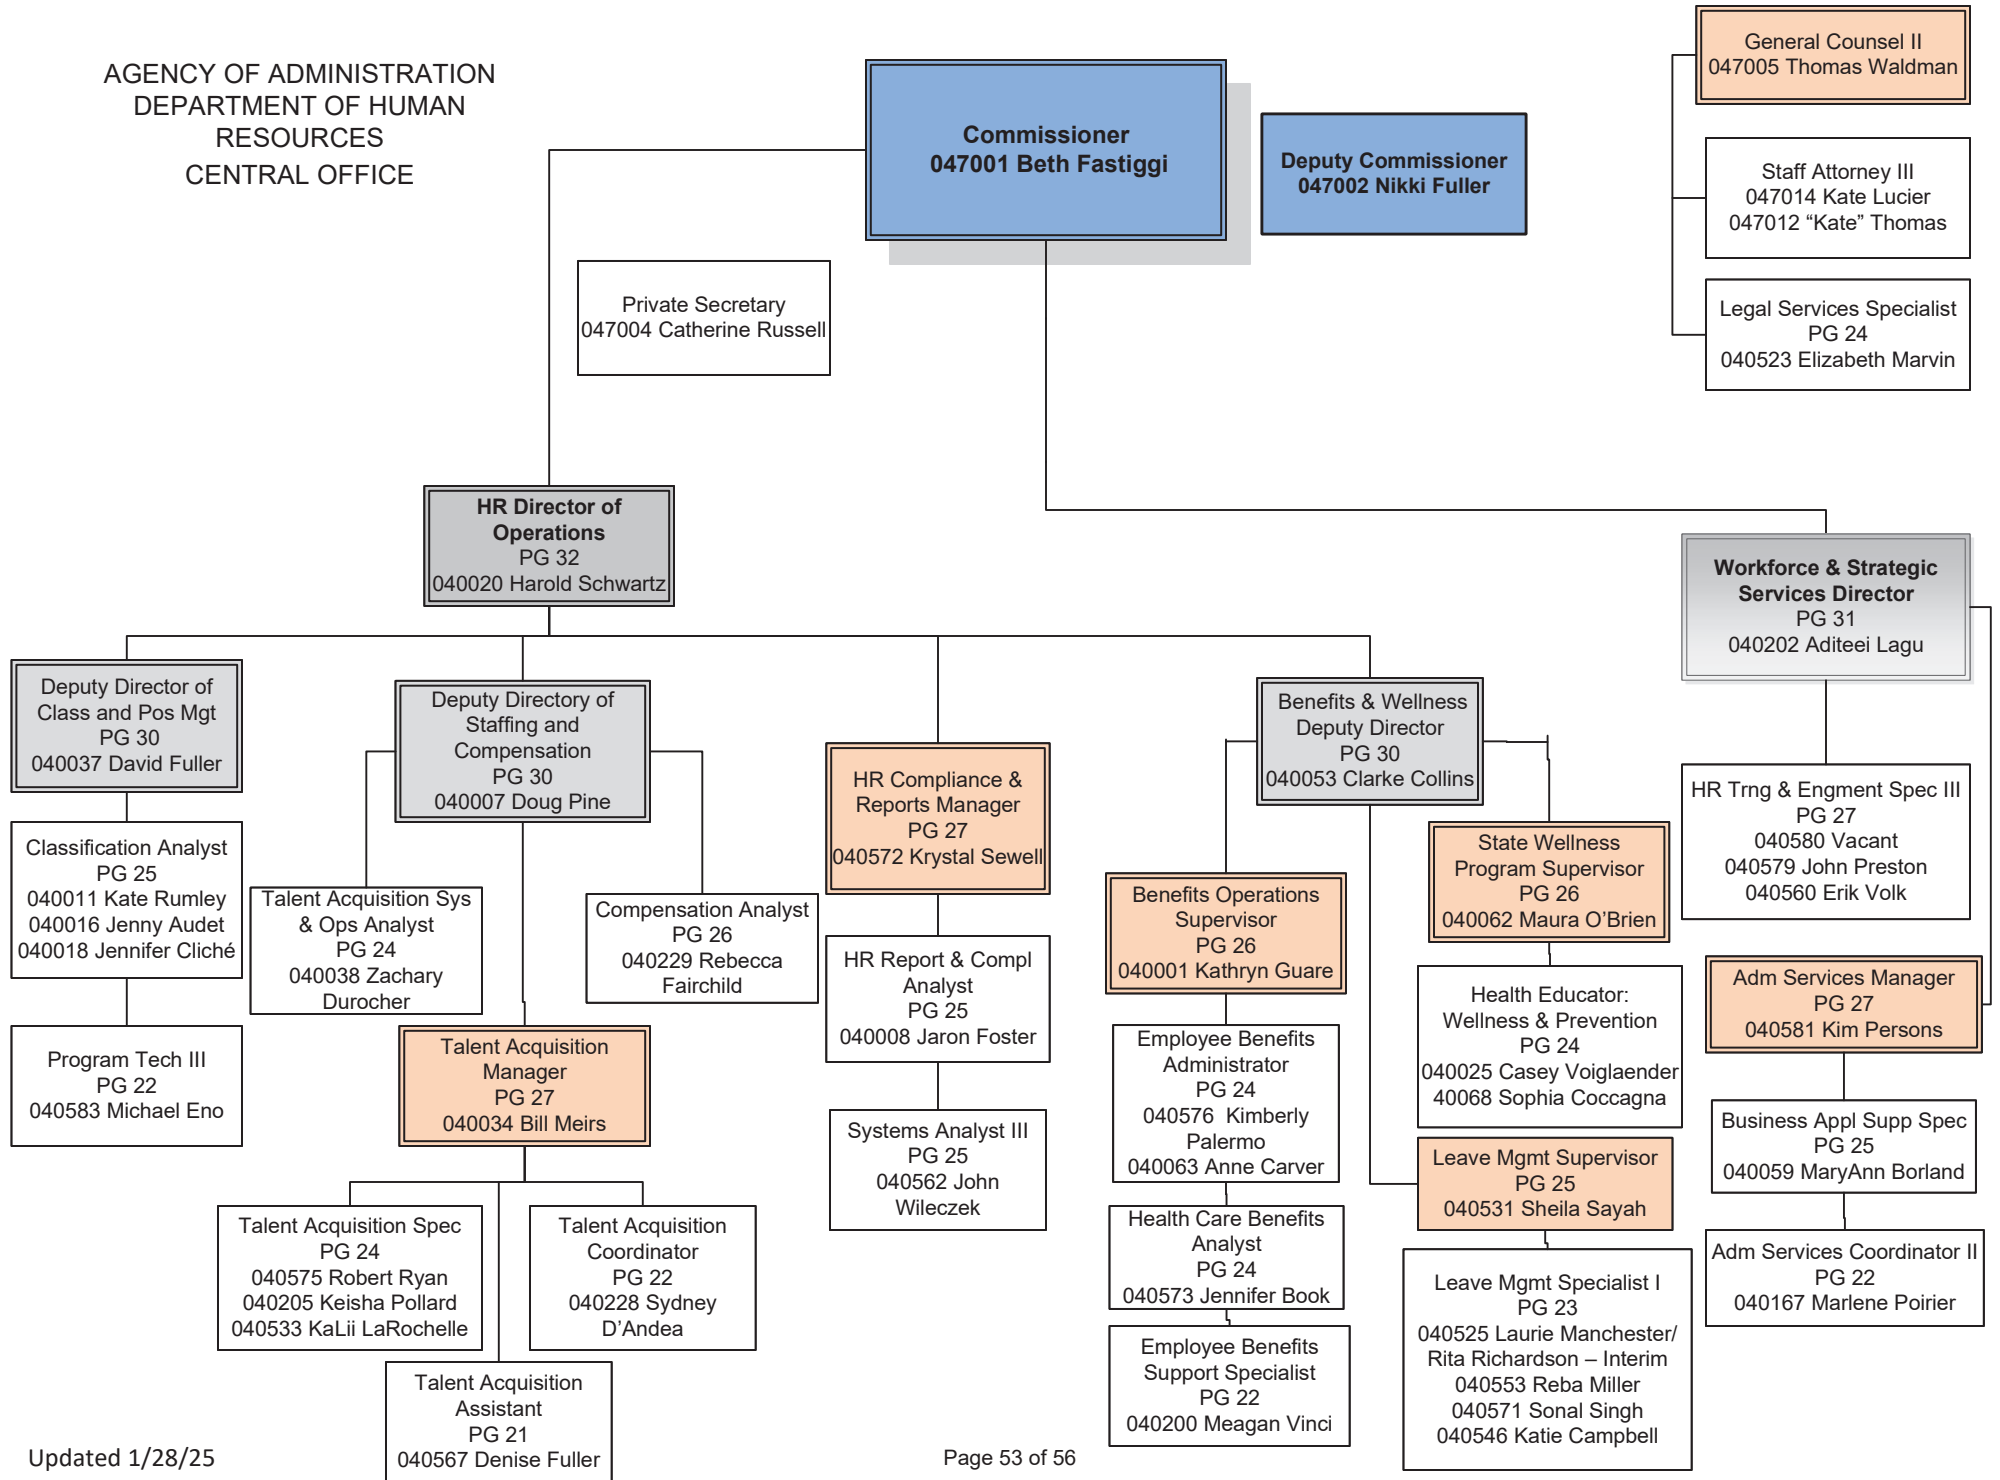 AGENCY OF ADMINISTRATION
DEPARTMENT OF HUMAN
RESOURCES
CENTRAL OFFICE
Commissioner
047001 Beth Fastiggi
Deputy Commissioner
047002 Nikki Fuller
General Counsel II
047005 Thomas Waldman
Staff Attorney III
047014 Kate Lucier
047012 “Kate” Thomas
Legal Services Specialist
PG 24
040523 Elizabeth Marvin
Private Secretary
047004 Catherine Russell
HR Director of
Operations
PG 32
040020 Harold Schwartz
Workforce & Strategic
Services Director
PG 31
040202 Aditeei Lagu
Deputy Director of
Class and Pos Mgt
PG 30
040037 David Fuller
Classification Analyst
PG 25
040011 Kate Rumley
040016 Jenny Audet
040018 Jennifer Cliché
Program Tech III
PG 22
040583 Michael Eno
Deputy Directory of
Staffing and
Compensation
PG 30
040007 Doug Pine
Talent Acquisition Sys
& Ops Analyst
PG 24
040038 Zachary
Durocher
Compensation Analyst
PG 26
040229 Rebecca
Fairchild
Talent Acquisition
Manager
PG 27
040034 Bill Meirs
Talent Acquisition Spec
PG 24
040575 Robert Ryan
040205 Keisha Pollard
040533 KaLii LaRochelle
Talent Acquisition
Coordinator
PG 22
040228 Sydney
D’Andea
Talent Acquisition
Assistant
PG 21
040567 Denise Fuller
HR Compliance &
Reports Manager
PG 27
040572 Krystal Sewell
HR Report & Compl
Analyst
PG 25
040008 Jaron Foster
Systems Analyst III
PG 25
040562 John
Wileczek
Benefits & Wellness
Deputy Director
PG 30
040053 Clarke Collins
Benefits Operations
Supervisor
PG 26
040001 Kathryn Guare
Employee Benefits
Administrator
PG 24
040576 Kimberly
Palermo
040063 Anne Carver
Health Care Benefits
Analyst
PG 24
040573 Jennifer Book
Employee Benefits
Support Specialist
PG 22
040200 Meagan Vinci
State Wellness
Program Supervisor
PG 26
040062 Maura O’Brien
Health Educator:
Wellness & Prevention
PG 24
040025 Casey Voiglaender
40068 Sophia Coccagna
Leave Mgmt Supervisor
PG 25
040531 Sheila Sayah
Leave Mgmt Specialist I
PG 23
040525 Laurie Manchester/
Rita Richardson – Interim
040553 Reba Miller
040571 Sonal Singh
040546 Katie Campbell
HR Trng & Engment Spec III
PG 27
040580 Vacant
040579 John Preston
040560 Erik Volk
Adm Services Manager
PG 27
040581 Kim Persons
Business Appl Supp Spec
PG 25
040059 MaryAnn Borland
Adm Services Coordinator II
PG 22
040167 Marlene Poirier
Updated 1/28/25
Page 53 of 56